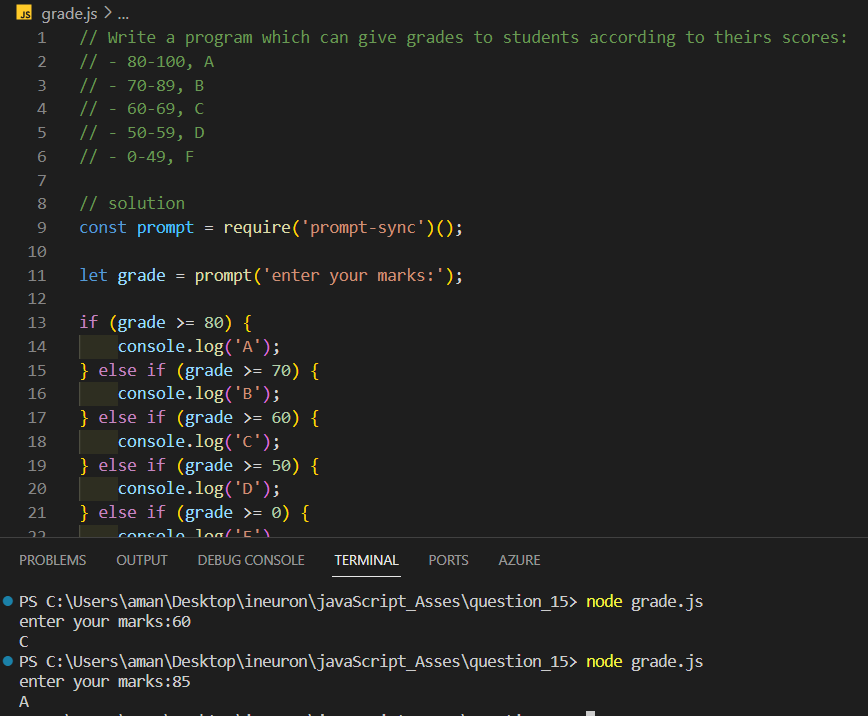 JS grade.js > ...
1 // Write a program which can give grades to students according to theirs scores:
2 // - 80-100, A
3 // - 70-89, B
4 // - 60-69, C
5 // - 50-59, D
6 // - 0-49, F
7
8 // solution
9 const prompt = require('prompt-sync')();
10
11 let grade = prompt('enter your marks:');
12
13 if (grade >= 80) {
14     console.log('A');
15 } else if (grade >= 70) {
16     console.log('B');
17 } else if (grade >= 60) {
18     console.log('C');
19 } else if (grade >= 50) {
20     console.log('D');
21 } else if (grade >= 0) {
22     console.log('F')
PROBLEMS OUTPUT DEBUG CONSOLE TERMINAL PORTS AZURE
PS C:\Users\aman\Desktop\ineuron\javaScript_Asses\question_15> node grade.js
enter your marks:60
C
PS C:\Users\aman\Desktop\ineuron\javaScript_Asses\question_15> node grade.js
enter your marks:85
A